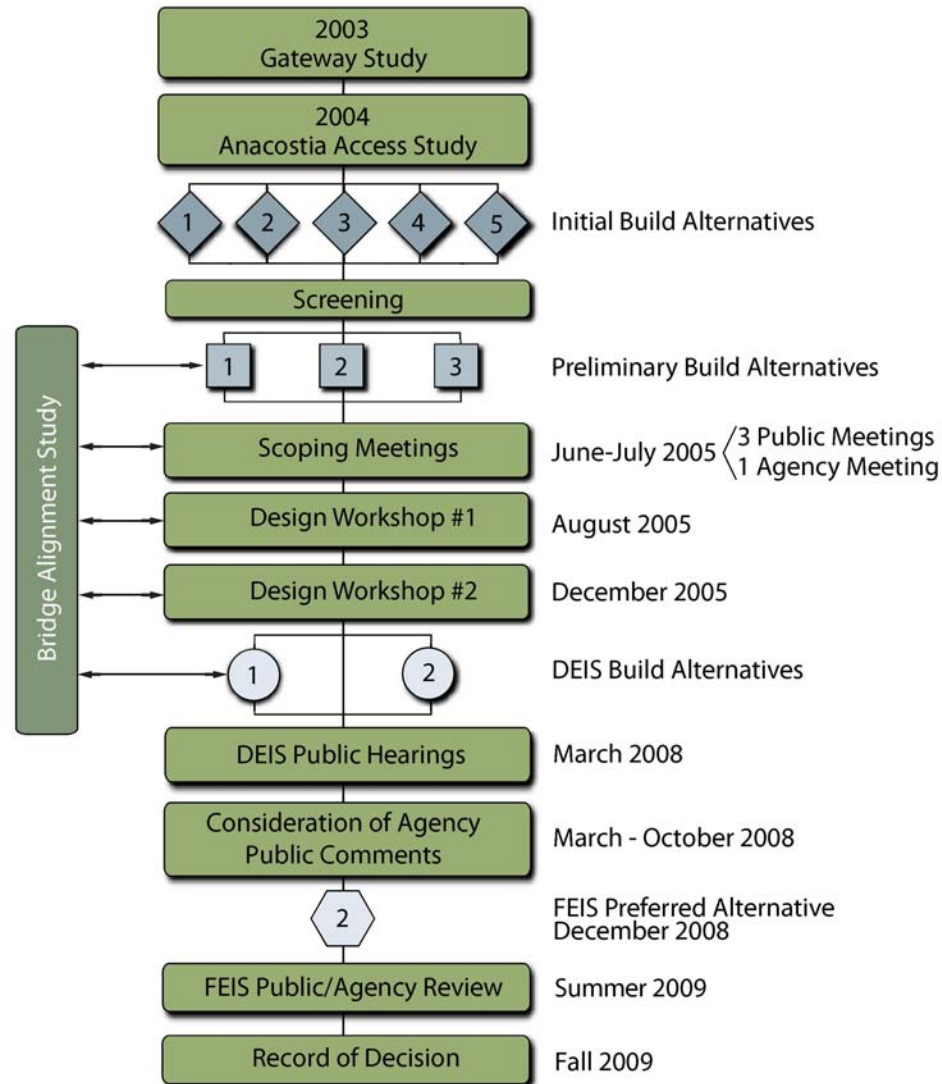 2003
Gateway Study
2004
Anacostia Access Study
1 2 3 4 5 Initial Build Alternatives
Screening
Bridge Alignment Study
1 2 3 Preliminary Build Alternatives
Scoping Meetings
June-July 2005
3 Public Meetings
1 Agency Meeting
Design Workshop #1
August 2005
Design Workshop #2
December 2005
1 2 DEIS Build Alternatives
DEIS Public Hearings
March 2008
Consideration of Agency
Public Comments
March - October 2008
2
FEIS Preferred Alternative
December 2008
FEIS Public/Agency Review
Summer 2009
Record of Decision
Fall 2009